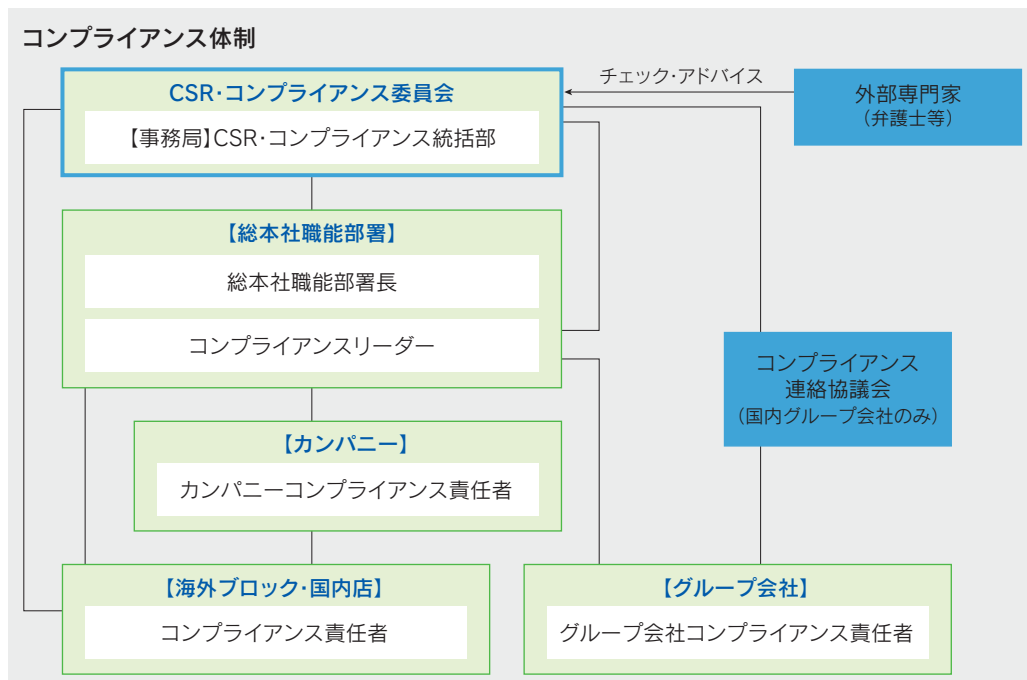 コンプライアンス体制
チェック・アドバイス
CSR・コンプライアンス委員会
【事務局】CSR・コンプライアンス統括部
外部専門家
（弁護士等）
【総本社職能部署】
総本社職能部署長
コンプライアンスリーダー
コンプライアンス
連絡協議会
（国内グループ会社のみ）
【カンパニー】
カンパニーコンプライアンス責任者
【海外ブロック・国内店】
コンプライアンス責任者
【グループ会社】
グループ会社コンプライアンス責任者